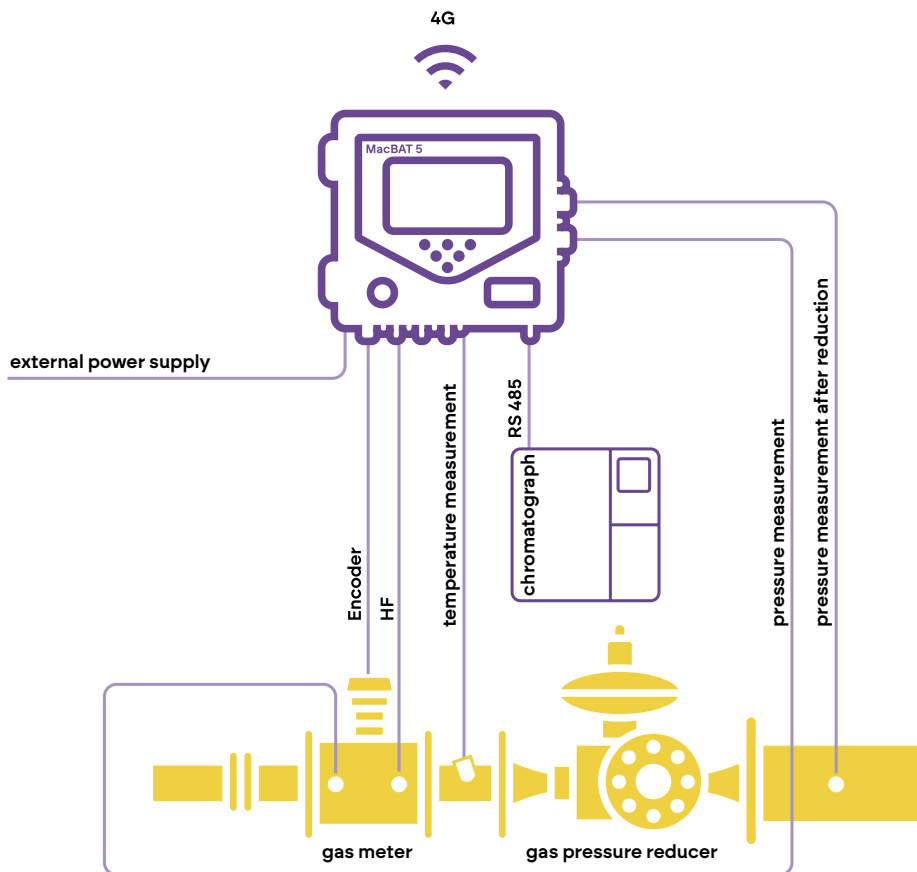 4G
MacBAT 5
external power supply
Encoder
HF
temperature measurement
RS 485
chromatograph
pressure measurement
pressure measurement after reduction
gas meter
gas pressure reducer